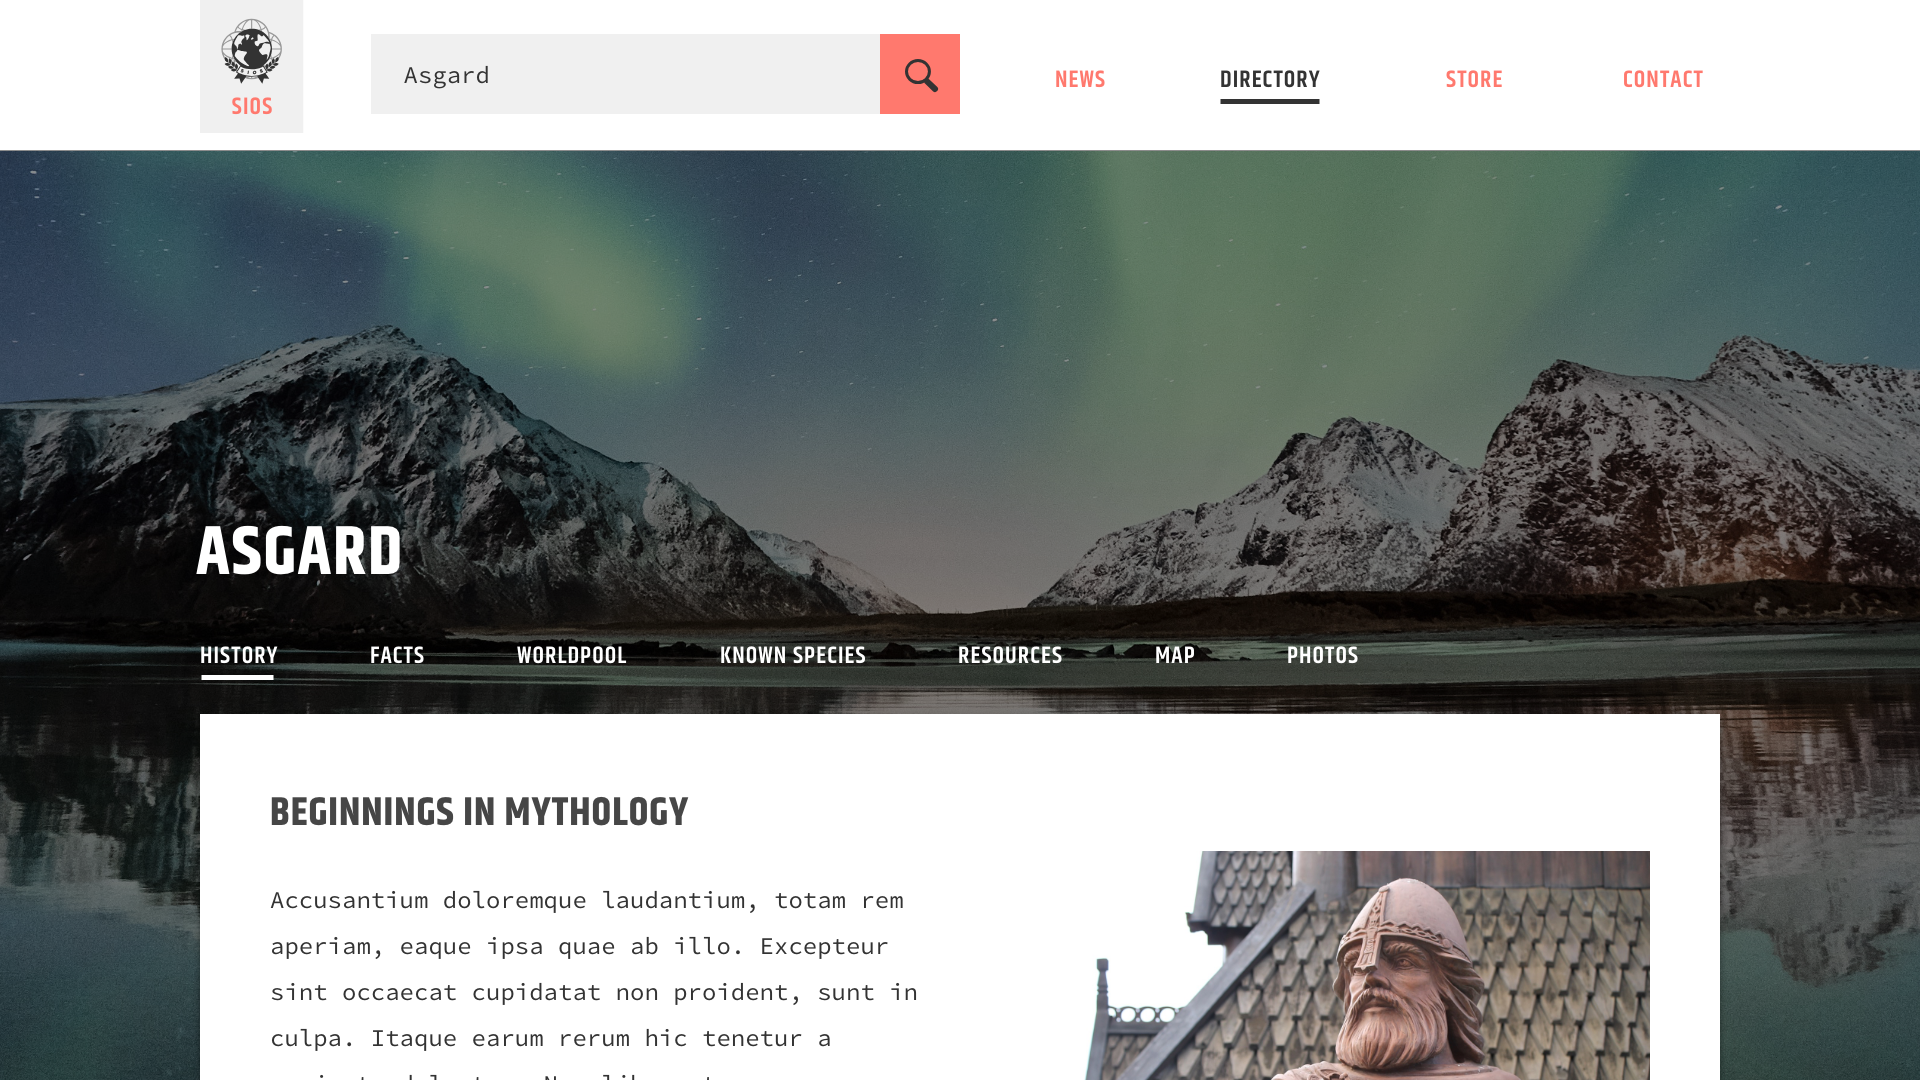 SIOS
SIOS
Asgard
NEWS
DIRECTORY
STORE
CONTACT
ASGARD
HISTORY
FACTS
WORLDPOOL
KNOWN SPECIES
RESOURCES
MAP
PHOTOS
BEGINNINGS IN MYTHOLOGY
Accusantium doloremque laudantium, totam rem
aperiam, eaque ipsa quae ab illo. Excepteur
sint occaecat cupidatat non proident, sunt in
culpa. Itaque earum rerum hic tenetur a